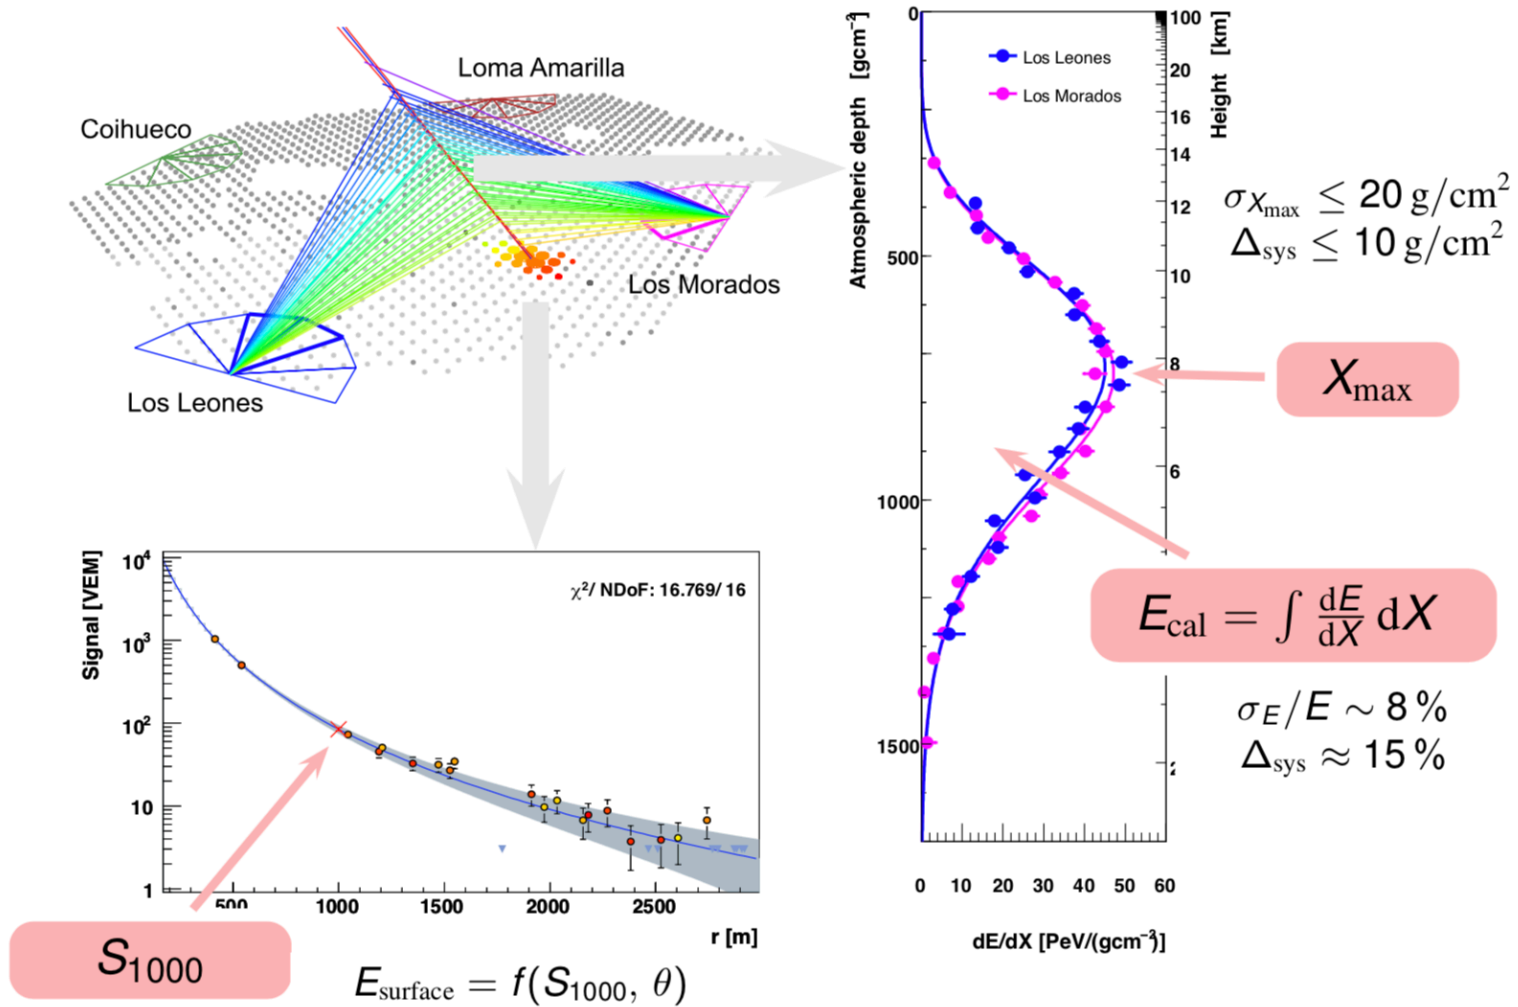 Loma Amarilla
Coihueco
Los Morados
Los Leones
0
500
1000
1500
Atmospheric depth [gcm⁻²]
Los Leones
Los Morados
100
20
16
14
12
10
8
6
Height [km]
0 10 20 30 40 50 60
dE/dX [PeV/(gcm⁻²)]
σ_Xmax ≤ 20 g/cm²
Δsys ≤ 10 g/cm²
Xmax
Ecal = ∫ dE/dX dX
σE/E ∼ 8 %
Δsys ≈ 15 %
Signal [VEM]
10⁴
10³
10²
10
1
χ²/ NDoF: 16.769/ 16
500 1000 1500 2000 2500
r [m]
S1000
Esurface = f(S1000, θ)